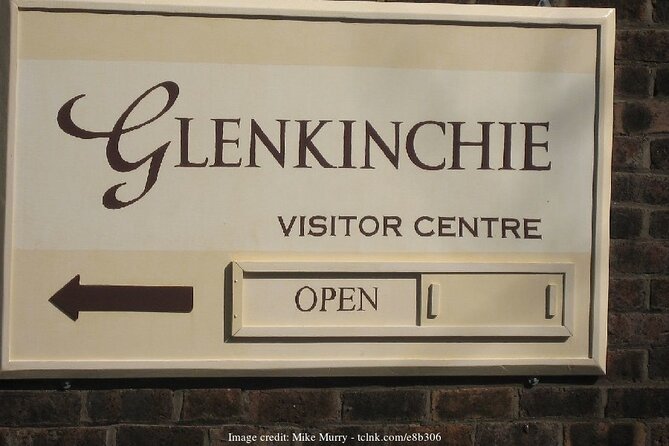 GLENKINCHIE
VISITOR CENTRE
OPEN
Image credit: Mike Murry - tclnk.com/e8b306